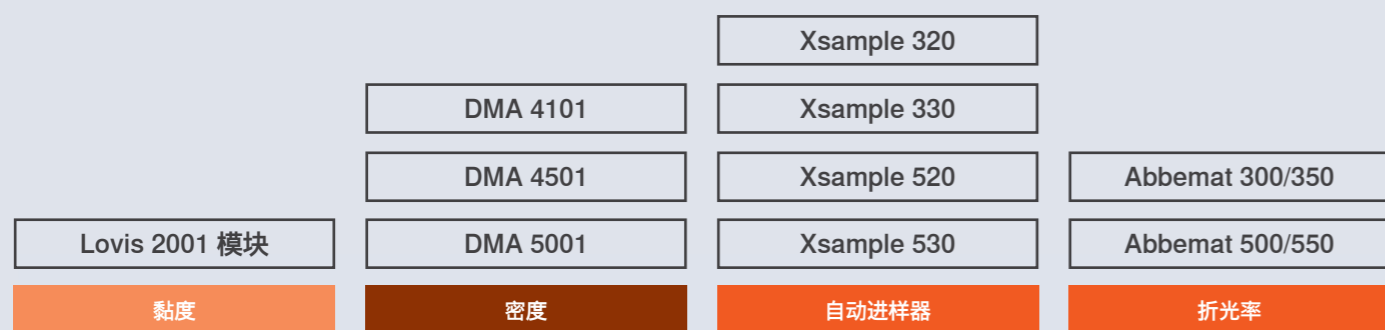 Xsample 320
DMA 4101
Xsample 330
DMA 4501
Xsample 520
Abbemat 300/350
Lovis 2001 模块
DMA 5001
Xsample 530
Abbemat 500/550
黏度
密度
自动进样器
折光率